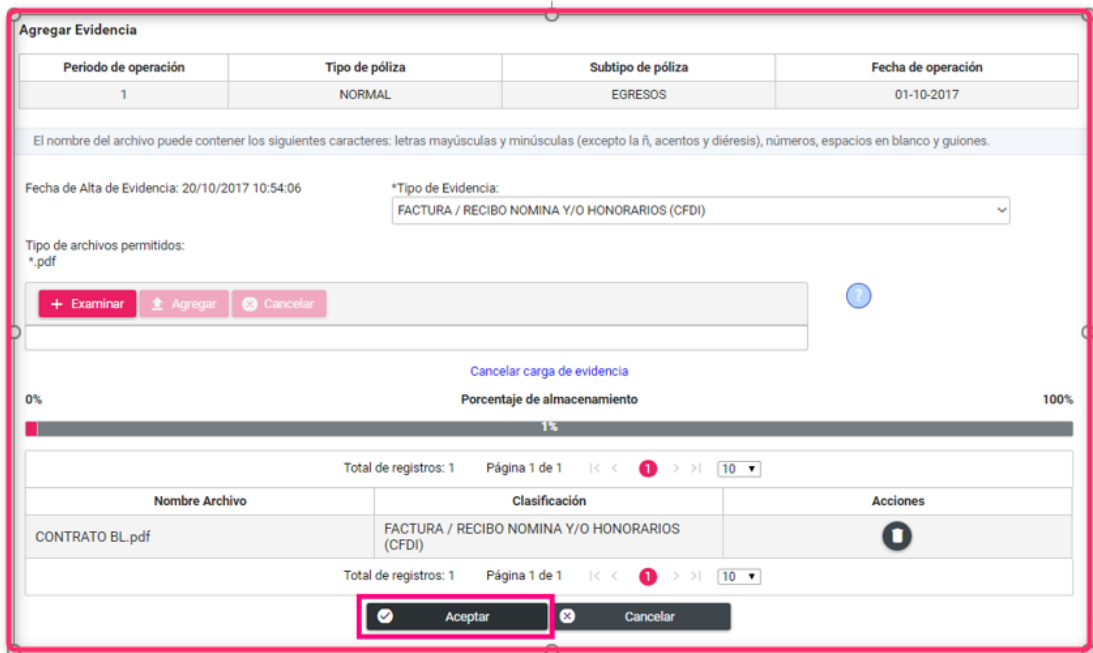 Agregar Evidencia
Periodo de operación Tipo de póliza Subtipo de póliza Fecha de operación
1 NORMAL EGRESOS 01-10-2017
El nombre del archivo puede contener los siguientes caracteres: letras mayúsculas y minúsculas (excepto la ñ, acentos y diéresis), números, espacios en blanco y guiones.
Fecha de Alta de Evidencia: 20/10/2017 10:54:06 *Tipo de Evidencia:
FACTURA / RECIBO NOMINA Y/O HONORARIOS (CFDI)
Tipo de archivos permitidos:
*.pdf
+ Examinar Agregar Cancelar ?
Cancelar carga de evidencia
0% Porcentaje de almacenamiento 100%
1%
Total de registros: 1 Página 1 de 1 |< < 1 > >| 10
Nombre Archivo Clasificación Acciones
CONTRATO BL.pdf FACTURA / RECIBO NOMINA Y/O HONORARIOS
(CFDI)
Total de registros: 1 Página 1 de 1 |< < 1 > >| 10
Aceptar Cancelar